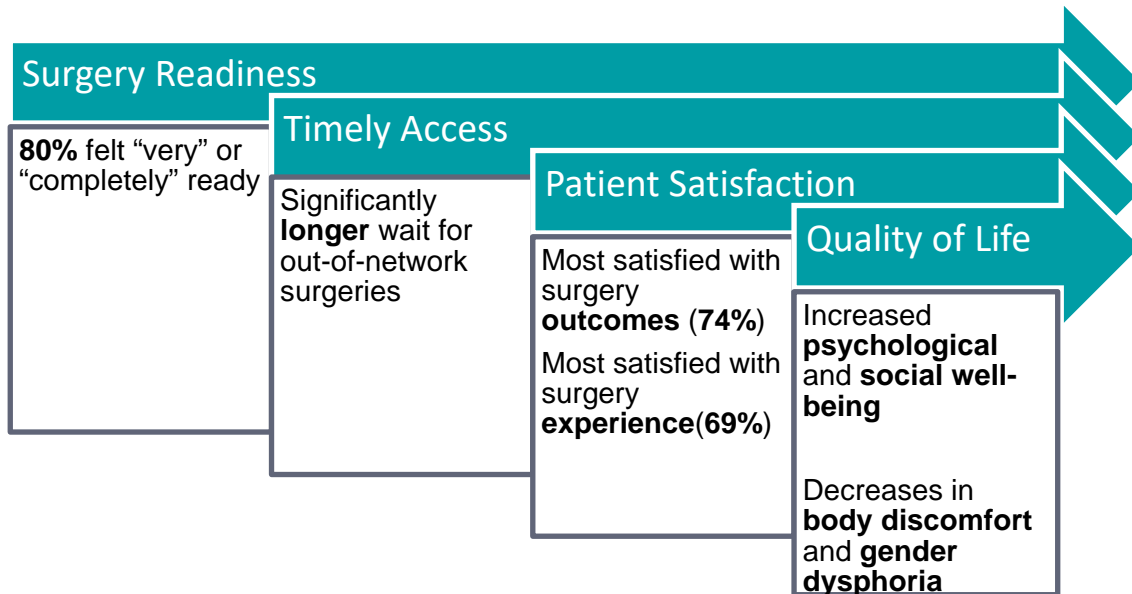 Surgery Readiness
80% felt “very” or
“completely” ready
Timely Access
Significantly
longer wait for
out-of-network
surgeries
Patient Satisfaction
Most satisfied with
surgery
outcomes (74%)
Most satisfied with
surgery
experience(69%)
Quality of Life
Increased
psychological
and social well-
being
Decreases in
body discomfort
and gender
dysphoria